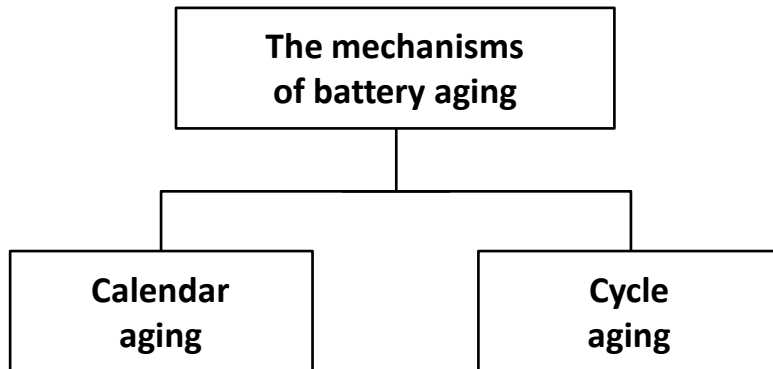 The mechanisms
of battery aging
Calendar
aging
Cycle
aging